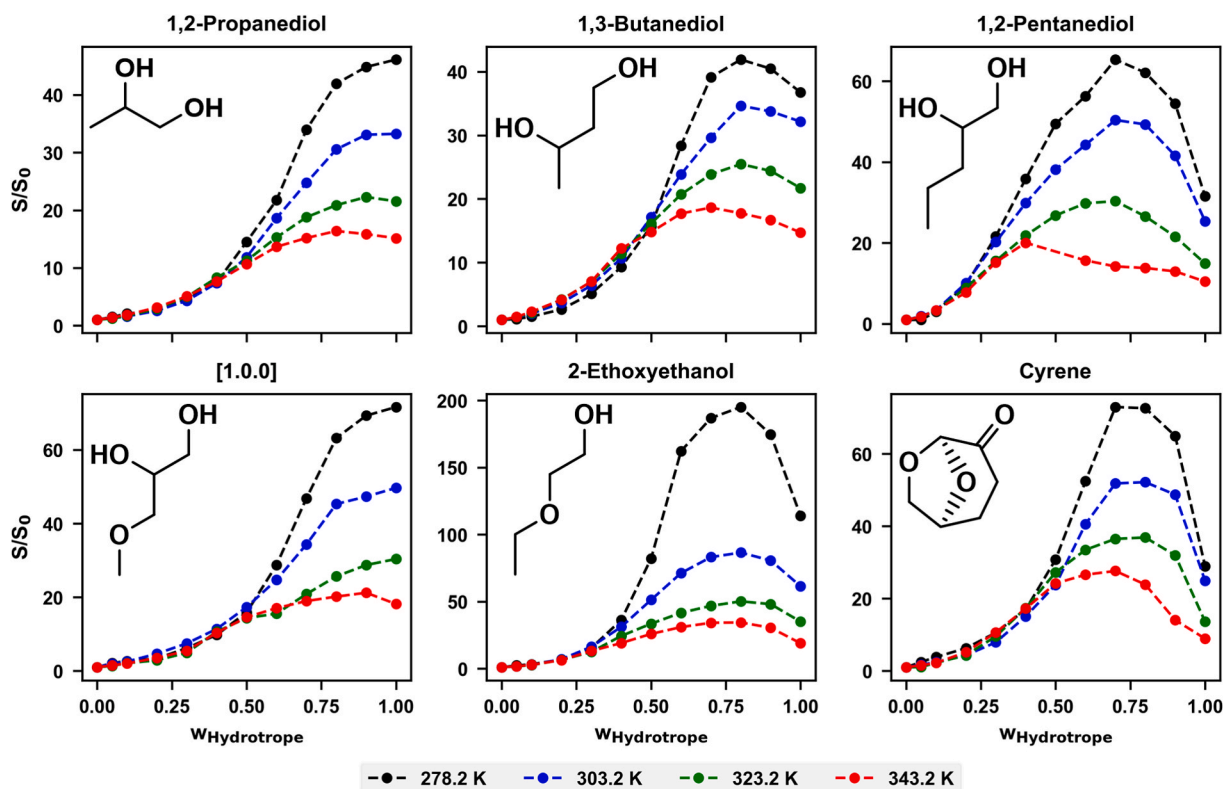 1,2-Propanediol
1,3-Butanediol
1,2-Pentanediol
S/S0
40
30
20
10
0
OH
OH
40
30
20
10
0
OH
HO
60
40
20
0
OH
HO
[1.0.0]
2-Ethoxyethanol
Cyrene
S/S0
60
40
20
0
OH
HO
O
200
150
100
50
0
OH
O
60
40
20
0
O
O
O
0.00 0.25 0.50 0.75 1.00
0.00 0.25 0.50 0.75 1.00
0.00 0.25 0.50 0.75 1.00
wHydrotrope
wHydrotrope
wHydrotrope
278.2 K 303.2 K 323.2 K 343.2 K